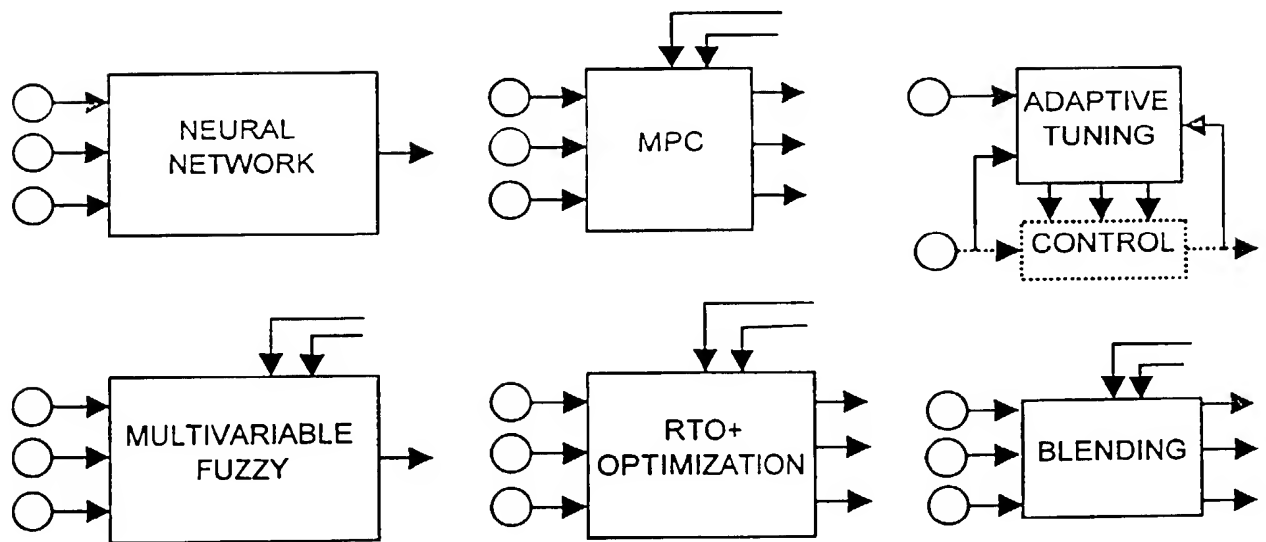 NEURAL
NETWORK
MPC
ADAPTIVE
TUNING
CONTROL
MULTIVARIABLE
FUZZY
RTO+
OPTIMIZATION
BLENDING